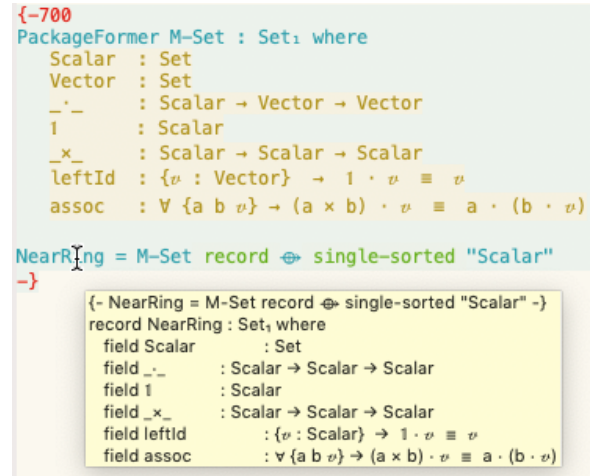 {-700
PackageFormer M-Set : Set₁ where
Scalar : Set
Vector : Set
_·_ : Scalar → Vector → Vector
1 : Scalar
_×_ : Scalar → Scalar → Scalar
leftId : {𝓋 : Vector} → 1 · 𝓋 ≡ 𝓋
assoc : ∀ {a b 𝓋} → (a × b) · 𝓋 ≡ a · (b · 𝓋)
NearRing = M-Set record ⟴ single-sorted "Scalar"
-}
{- NearRing = M-Set record ⟴ single-sorted "Scalar" -}
record NearRing : Set₁ where
field Scalar : Set
field _·_ : Scalar → Scalar → Scalar
field 1 : Scalar
field _×_ : Scalar → Scalar → Scalar
field leftId : {𝓋 : Scalar} → 1 · 𝓋 ≡ 𝓋
field assoc : ∀ {a b 𝓋} → (a × b) · 𝓋 ≡ a · (b · 𝓋)